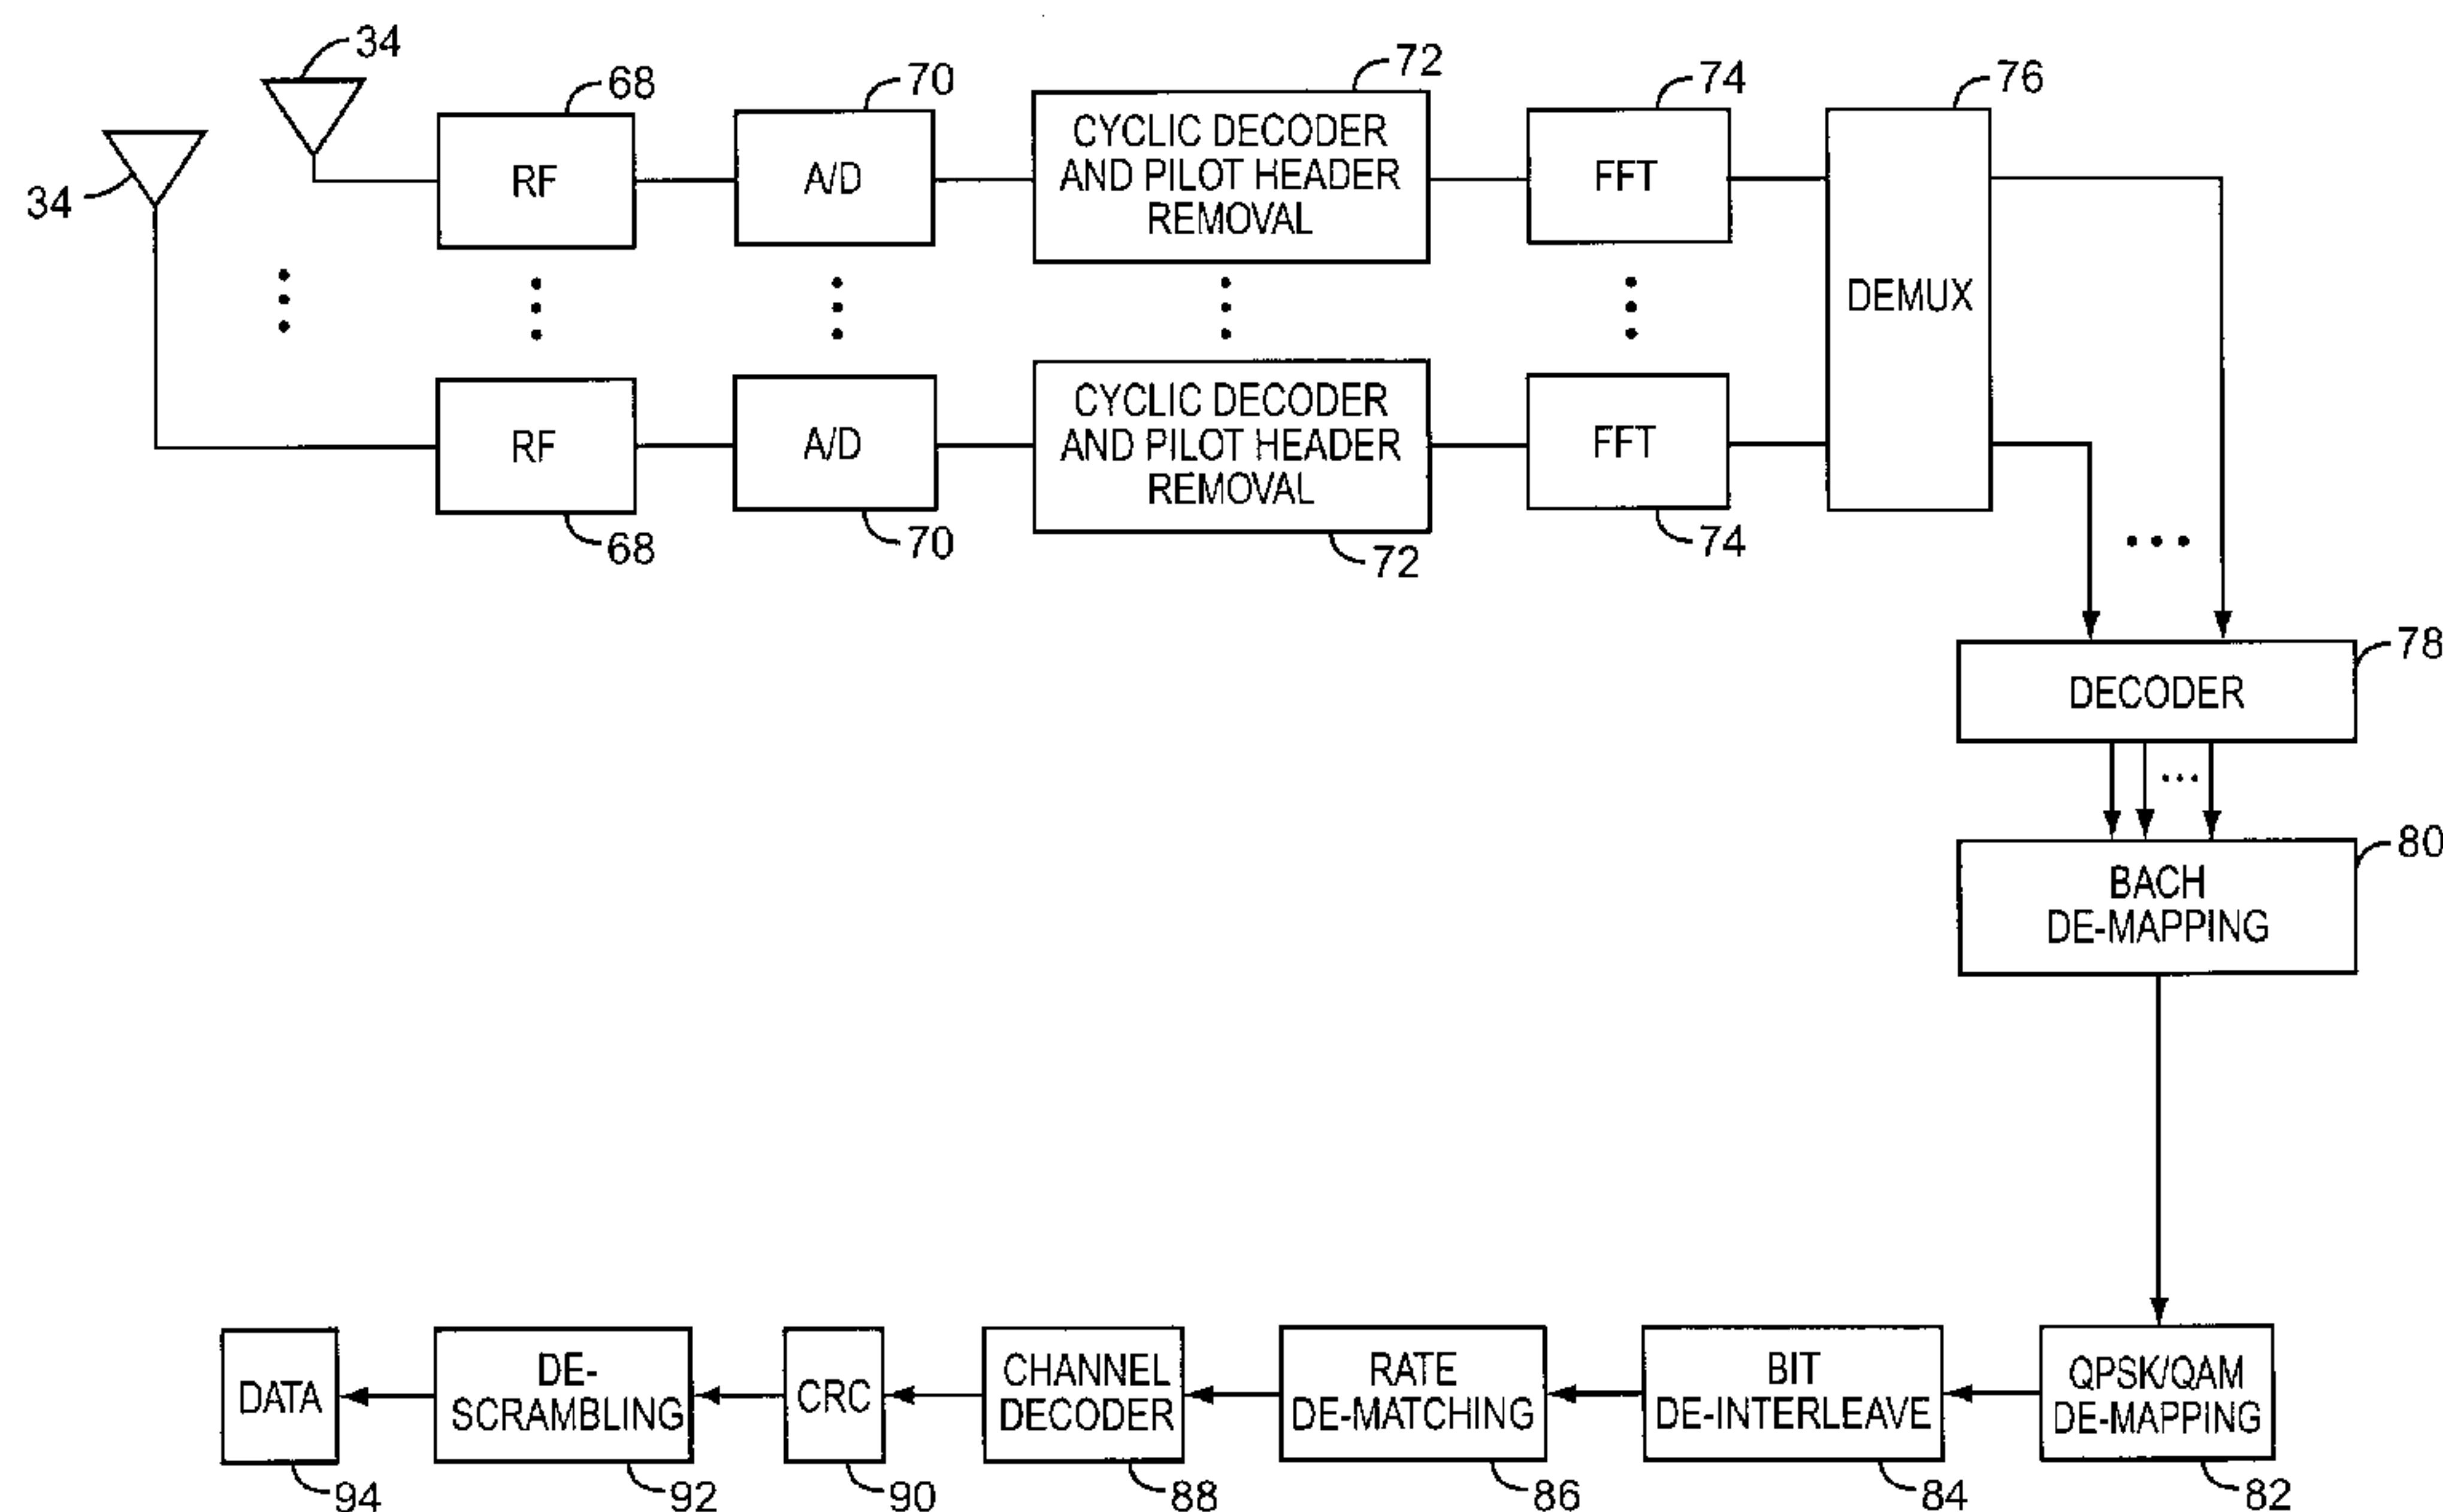 34
34
68
70
72
74
76
RF
A/D
CYCLIC DECODER
AND PILOT HEADER
REMOVAL
FFT
DEMUX
RF
A/D
CYCLIC DECODER
AND PILOT HEADER
REMOVAL
FFT
68
70
72
74
78
DECODER
80
BACH
DE-MAPPING
DATA
DE-
SCRAMBLING
CRC
CHANNEL
DECODER
RATE
DE-MATCHING
BIT
DE-INTERLEAVE
QPSK/QAM
DE-MAPPING
94
92
90
88
86
84
82